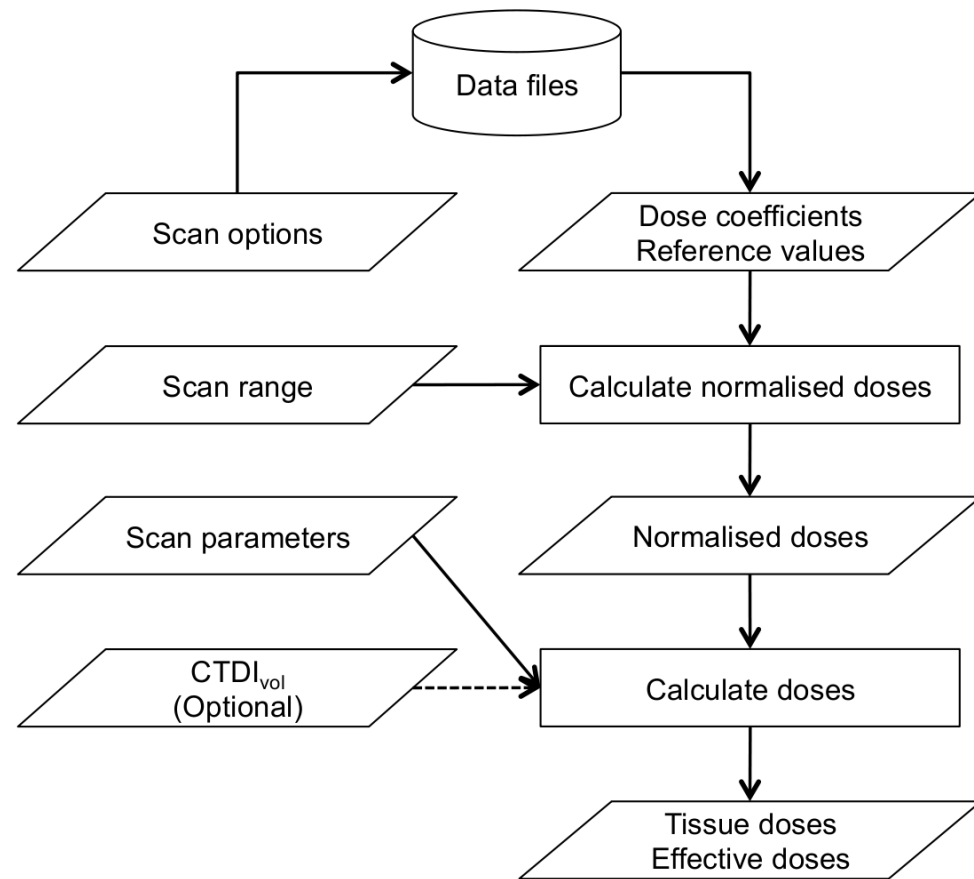 Data files
Scan options
Dose coefficients
Reference values
Scan range
Calculate normalised doses
Scan parameters
Normalised doses
CTDIvol
(Optional)
Calculate doses
Tissue doses
Effective doses